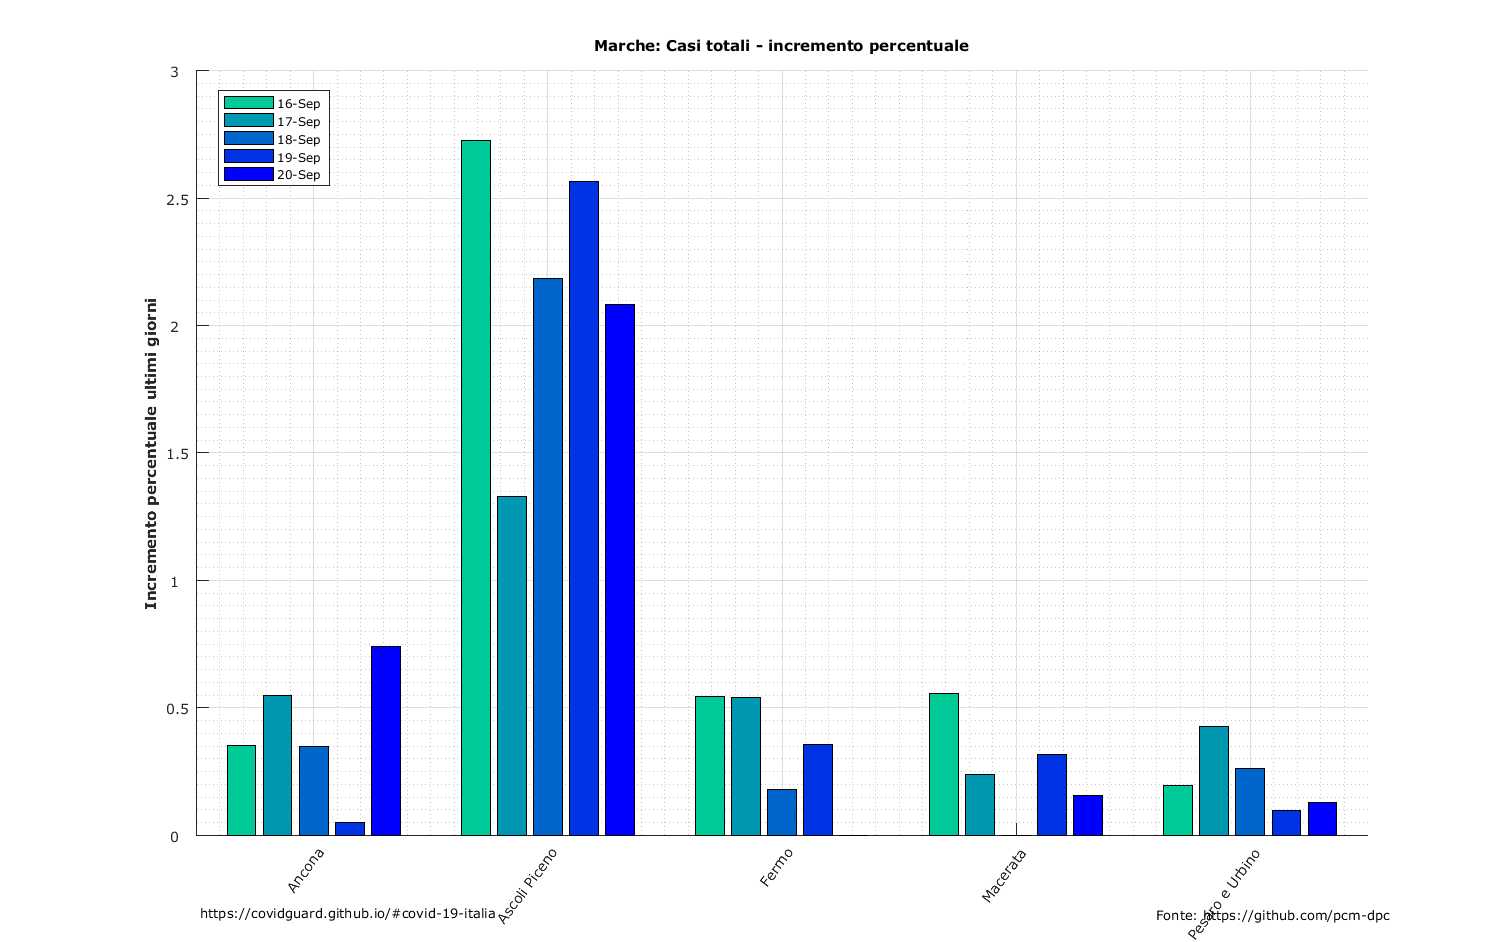 Marche: Casi totali - incremento percentuale
3
2.5
2
1.5
1
0.5
0
Incremento percentuale ultimi giorni
16-Sep
17-Sep
18-Sep
19-Sep
20-Sep
Ancona
Ascoli Piceno
Fermo
Macerata
Pesaro e Urbino
https://covidguard.github.io/#covid-19-italia
Fonte: https://github.com/pcm-dpc